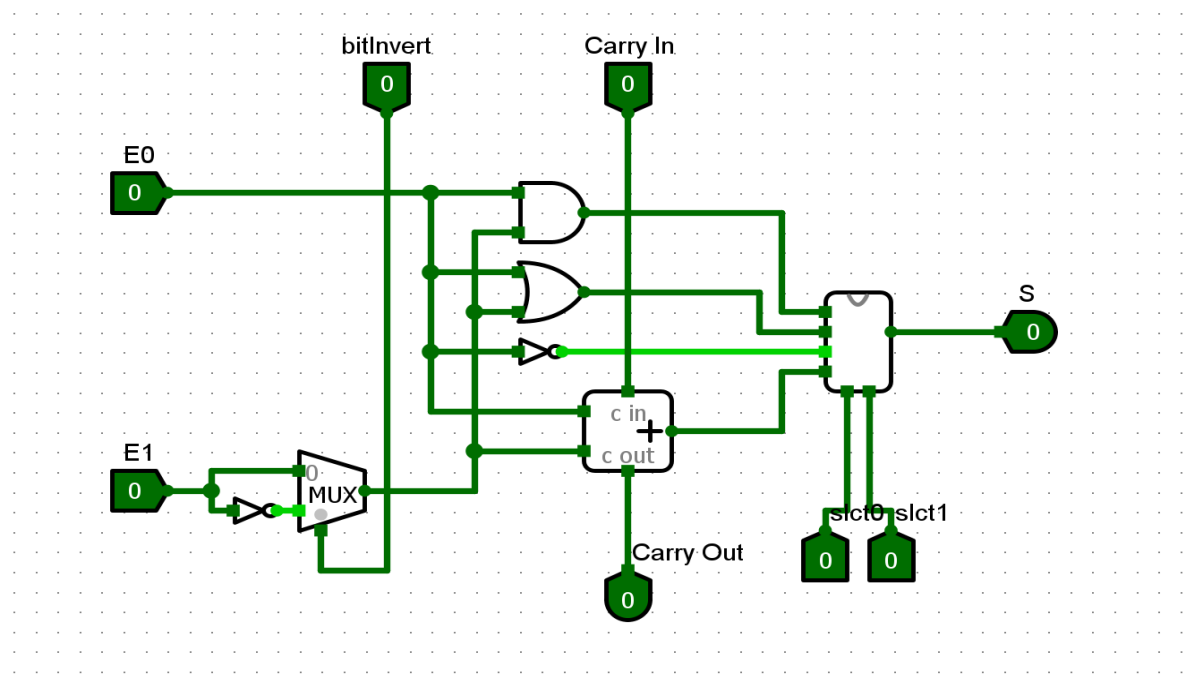 bitInvert
Carry In
0
0
E0
0
S
0
c in
c out
E1
0
0
MUX
slct0
slct1
0
0
Carry Out
0